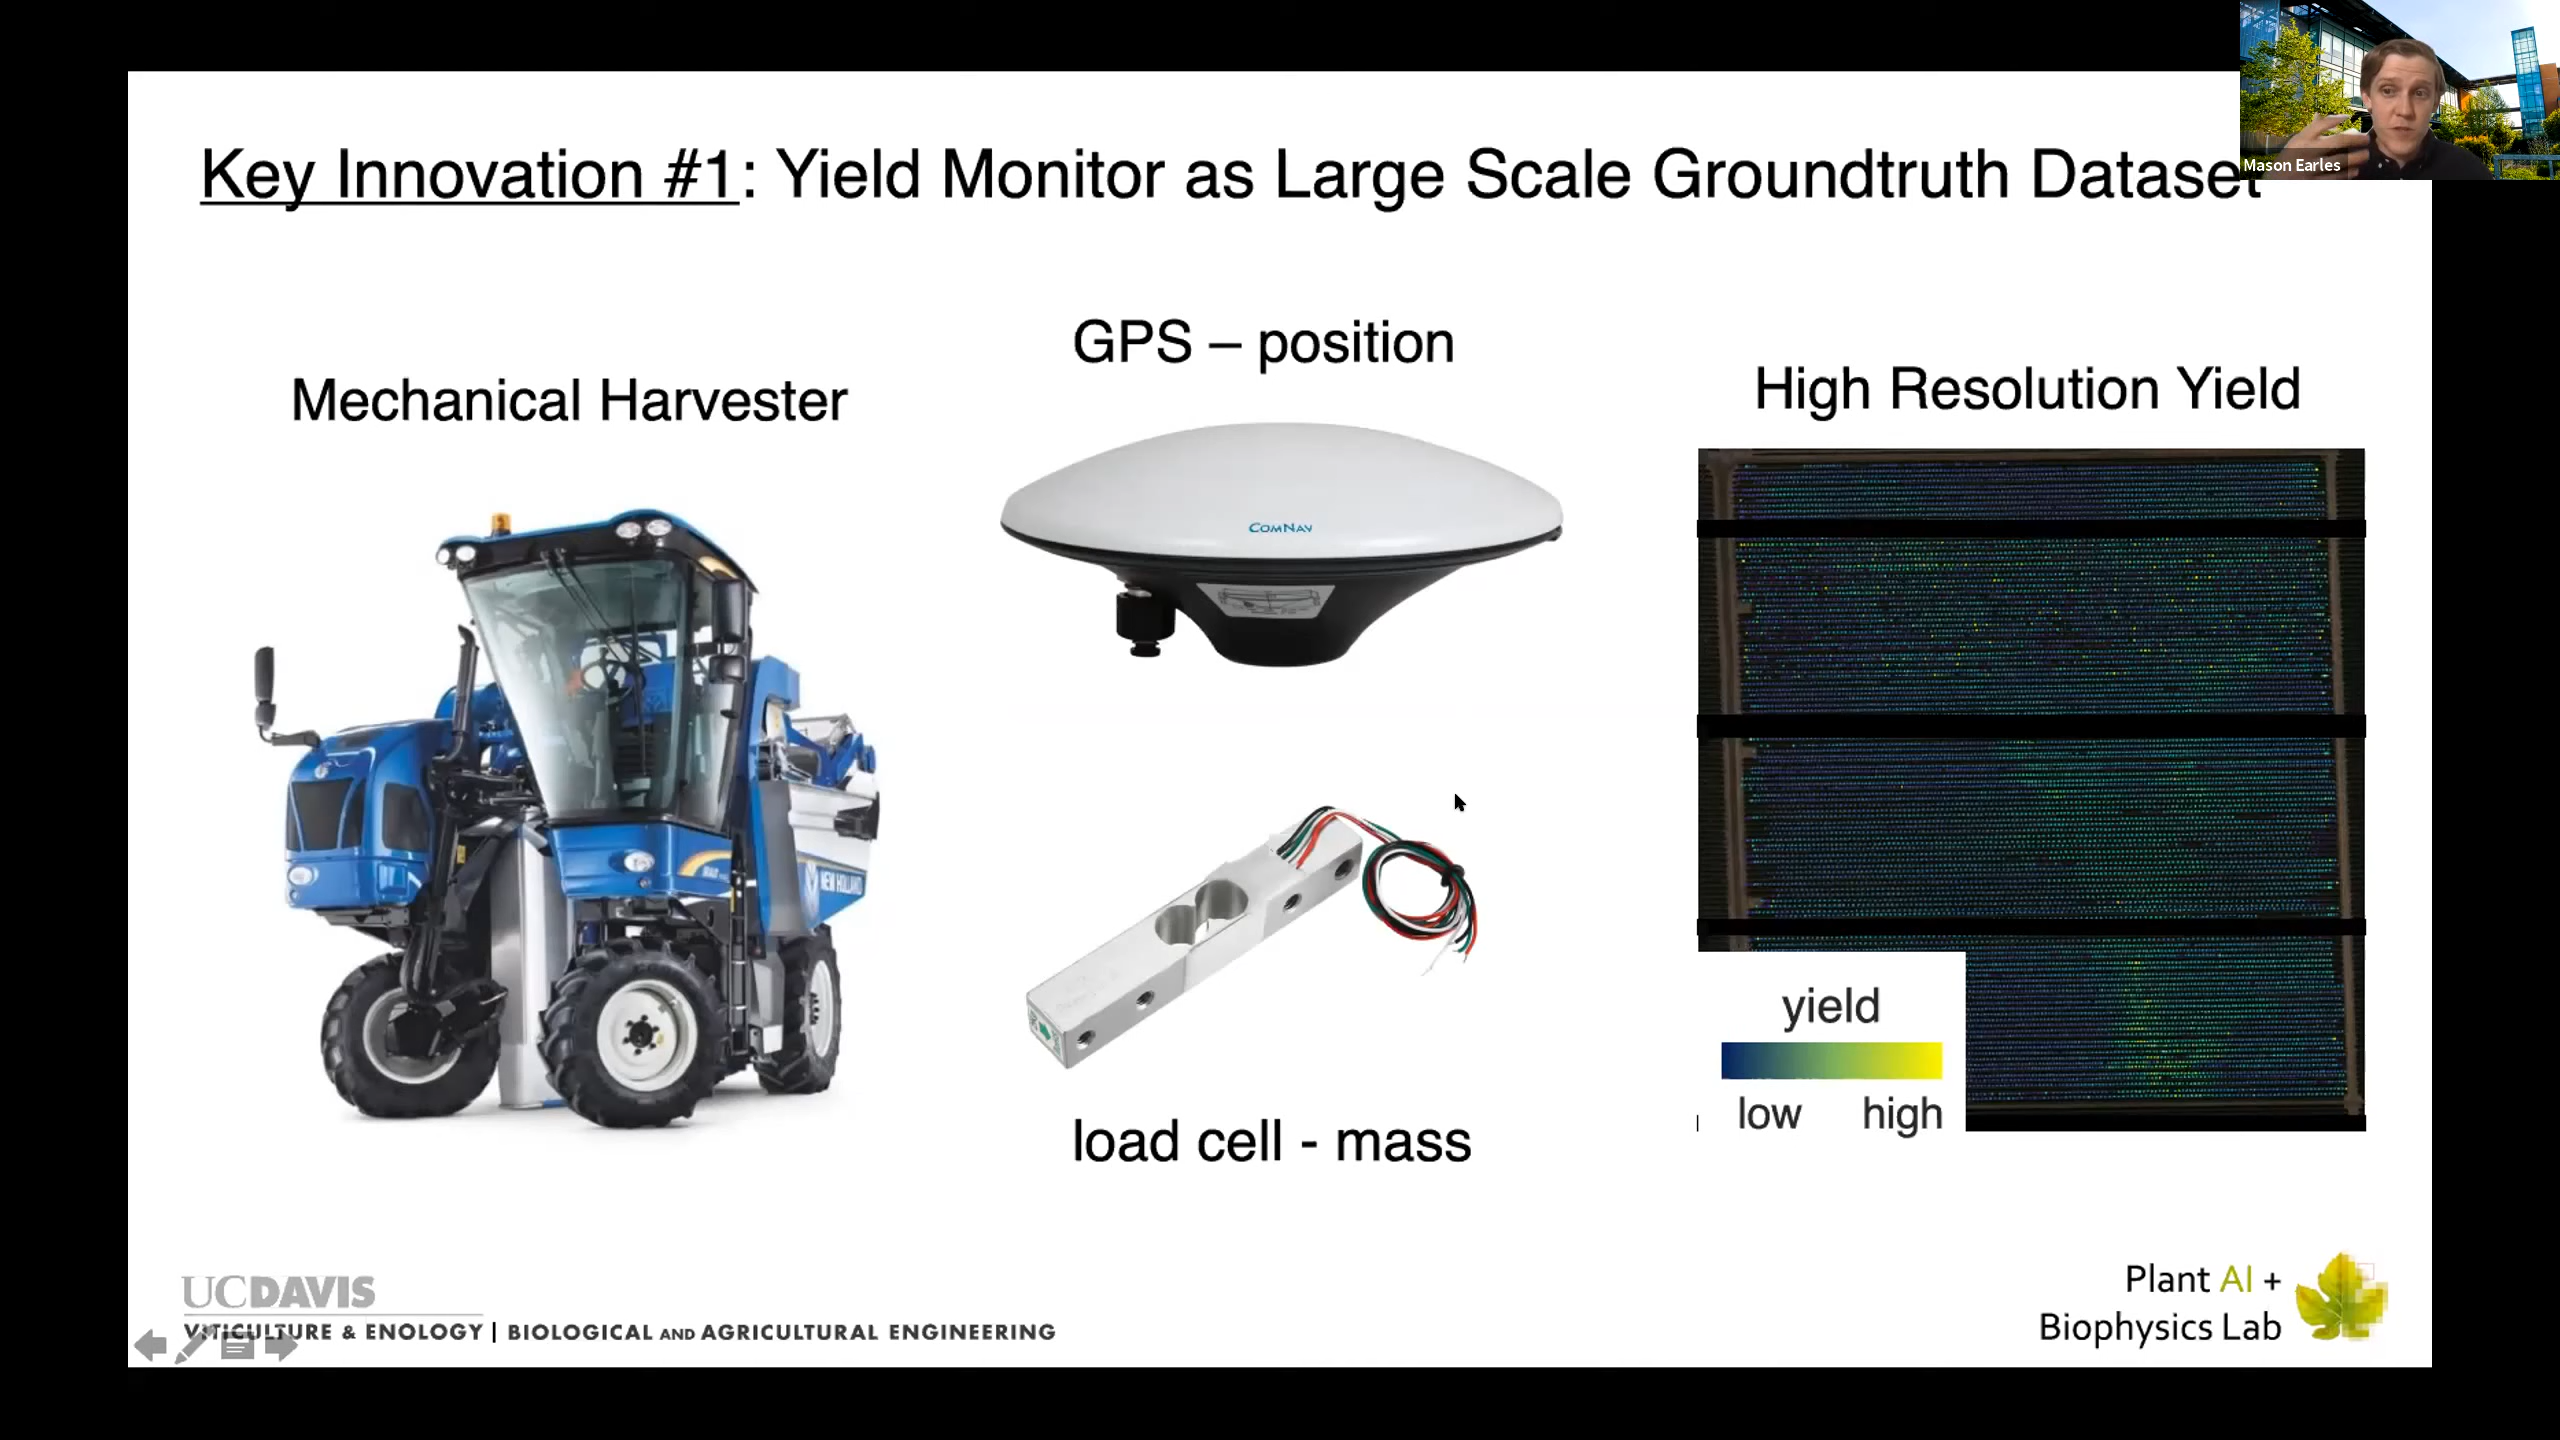 Mason Earles
Key Innovation #1: Yield Monitor as Large Scale Groundtruth Dataset
GPS – position
Mechanical Harvester
High Resolution Yield
COMNAV
NEW HOLLAND
yield
low high
load cell - mass
UCDAVIS
VITICULTURE & ENOLOGY | BIOLOGICAL AND AGRICULTURAL ENGINEERING
Plant AI +
Biophysics Lab